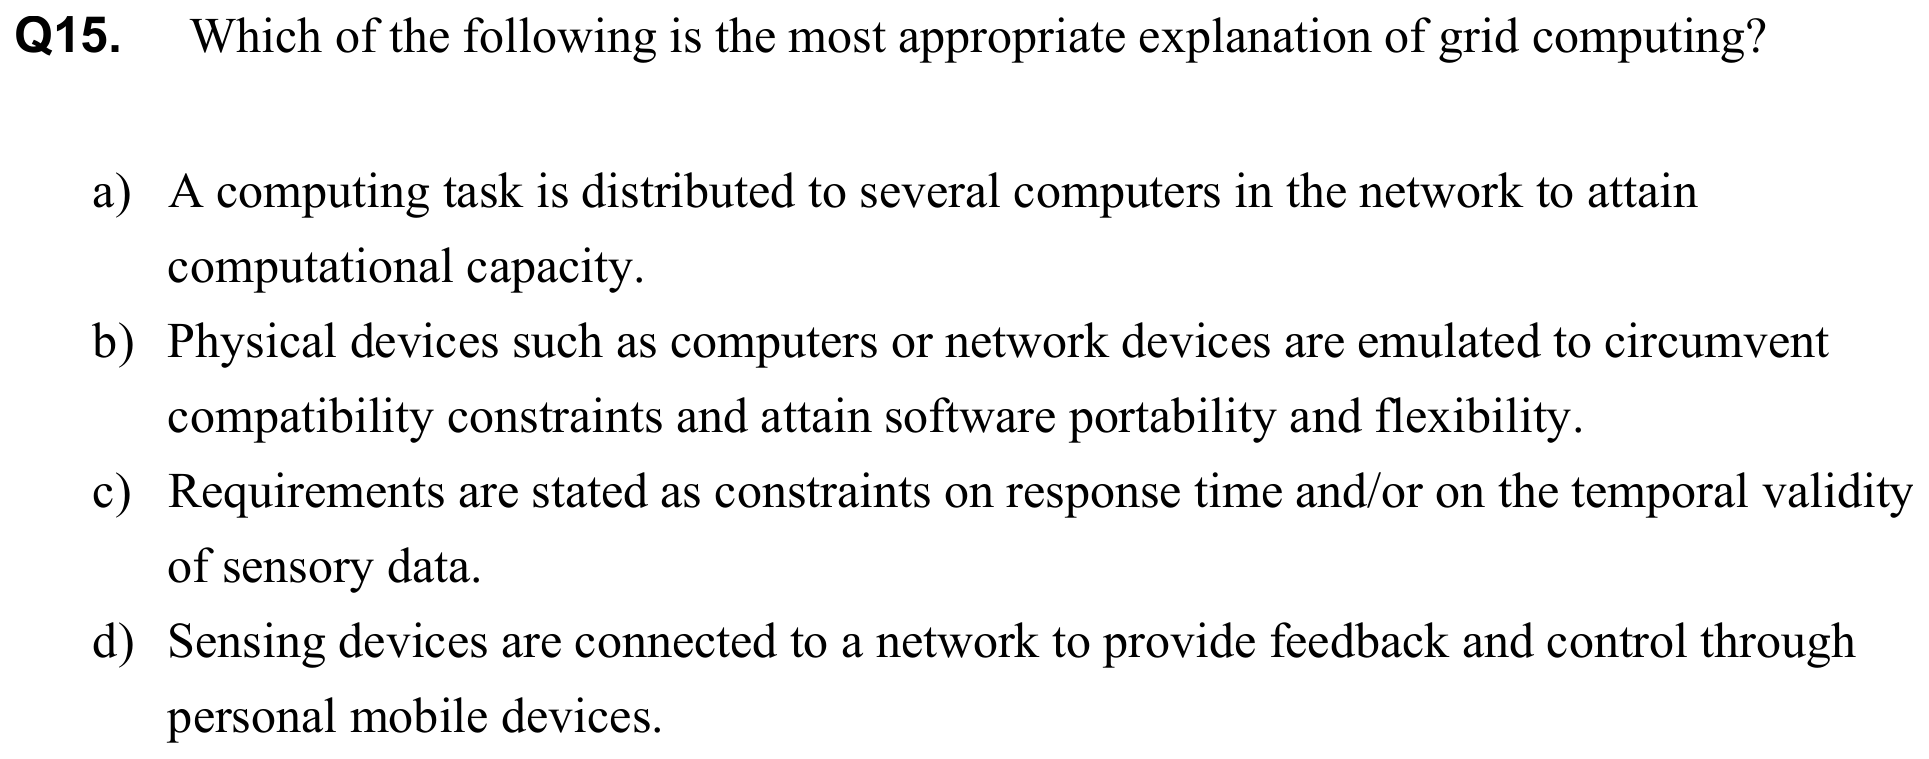 Q15. Which of the following is the most appropriate explanation of grid computing?
a) A computing task is distributed to several computers in the network to attain
computational capacity.
b) Physical devices such as computers or network devices are emulated to circumvent
compatibility constraints and attain software portability and flexibility.
c) Requirements are stated as constraints on response time and/or on the temporal validity
of sensory data.
d) Sensing devices are connected to a network to provide feedback and control through
personal mobile devices.